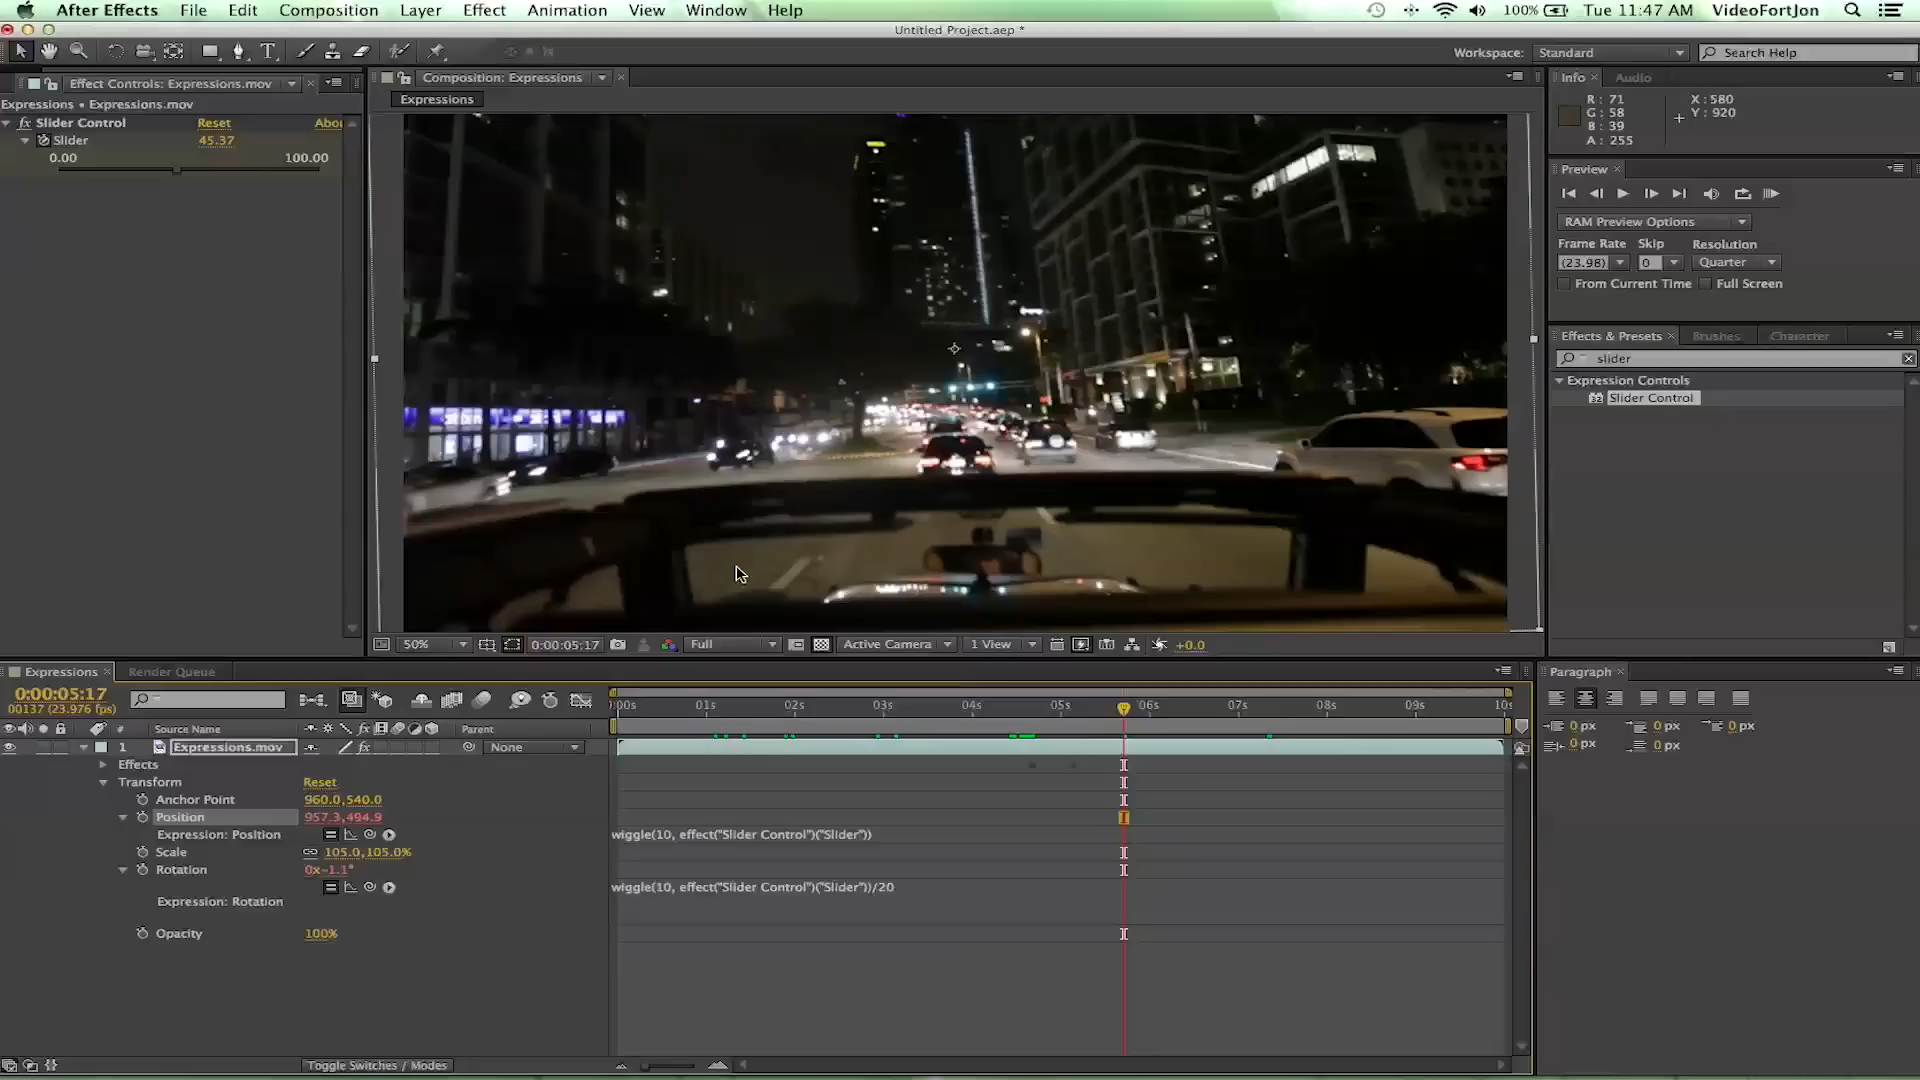 After Effects File Edit Composition Layer Effect Animation View Window Help 100% Tue 11:47 AM VideoFortJon
Untitled Project.aep *
Workspace: Standard Search Help
Effect Controls: Expressions.mov
Expressions • Expressions.mov
fx Slider Control Reset Abou
Slider 45.37
0.00 100.00
Composition: Expressions
Expressions
50% 0:00:05:17 Full Active Camera 1 View +0.0
Info Audio
R: 71 X: 580
G: 58 Y: 920
B: 39
A: 255
Preview
RAM Preview Options
Frame Rate Skip Resolution
(23.98) 0 Quarter
From Current Time Full Screen
Effects & Presets Brushes Character
slider
Expression Controls
Slider Control
Expressions Render Queue
0:00:05:17
00137 (23.976 fps)
# Source Name fx Parent
1 Expressions.mov fx None
Effects
Transform Reset
Anchor Point 960.0,540.0
Position 957.3,494.9
Expression: Position
Scale 105.0,105.0%
Rotation 0x-1.1°
Expression: Rotation
Opacity 100%
Toggle Switches / Modes
:00s 01s 02s 03s 04s 05s 06s 07s 08s 09s 10s
wiggle(10, effect("Slider Control")("Slider"))
wiggle(10, effect("Slider Control")("Slider"))/20
Paragraph
0 px 0 px 0 px
0 px 0 px